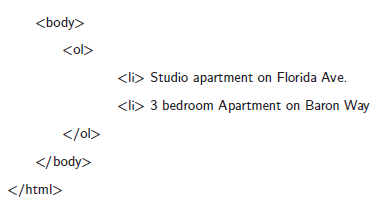 <body>
<ol>
<li> Studio apartment on Florida Ave.
<li> 3 bedroom Apartment on Baron Way
</ol>
</body>
</html>